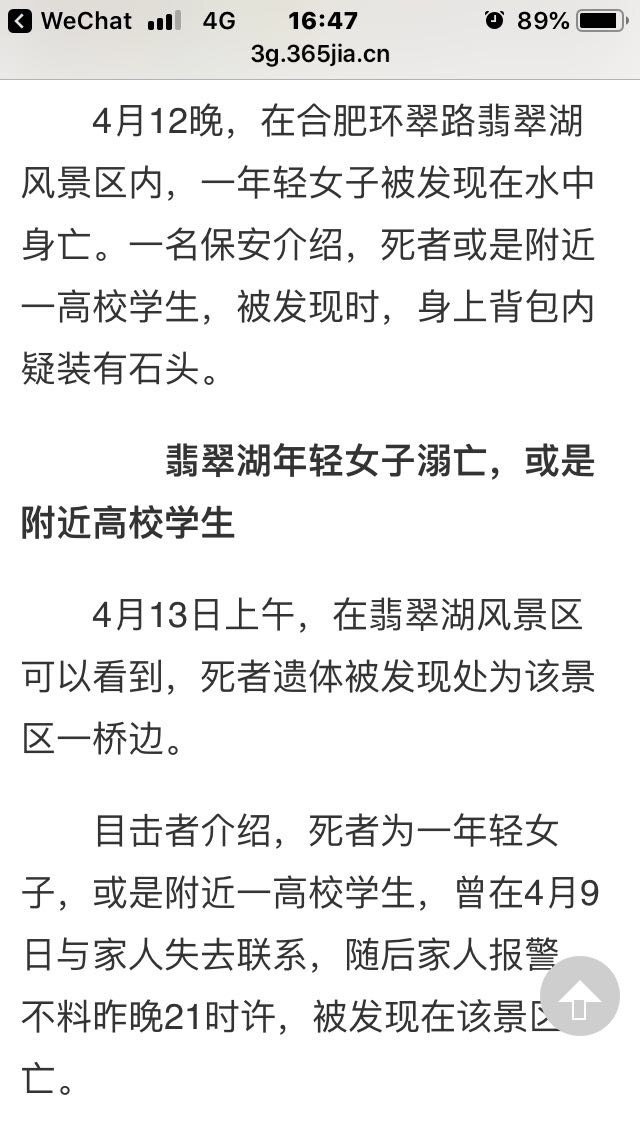 WeChat 4G 16:47 89%
3g.365jia.cn
4月12晚，在合肥环翠路翡翠湖
风景区内，一年轻女子被发现在水中
身亡。一名保安介绍，死者或是附近
一高校学生，被发现时，身上背包内
疑装有石头。
翡翠湖年轻女子溺亡，或是
附近高校学生
4月13日上午，在翡翠湖风景区
可以看到，死者遗体被发现处为该景
区一桥边。
目击者介绍，死者为一年轻女
子，或是附近一高校学生，曾在4月9
日与家人失去联系，随后家人报警
不料昨晚21时许，被发现在该景区
亡。